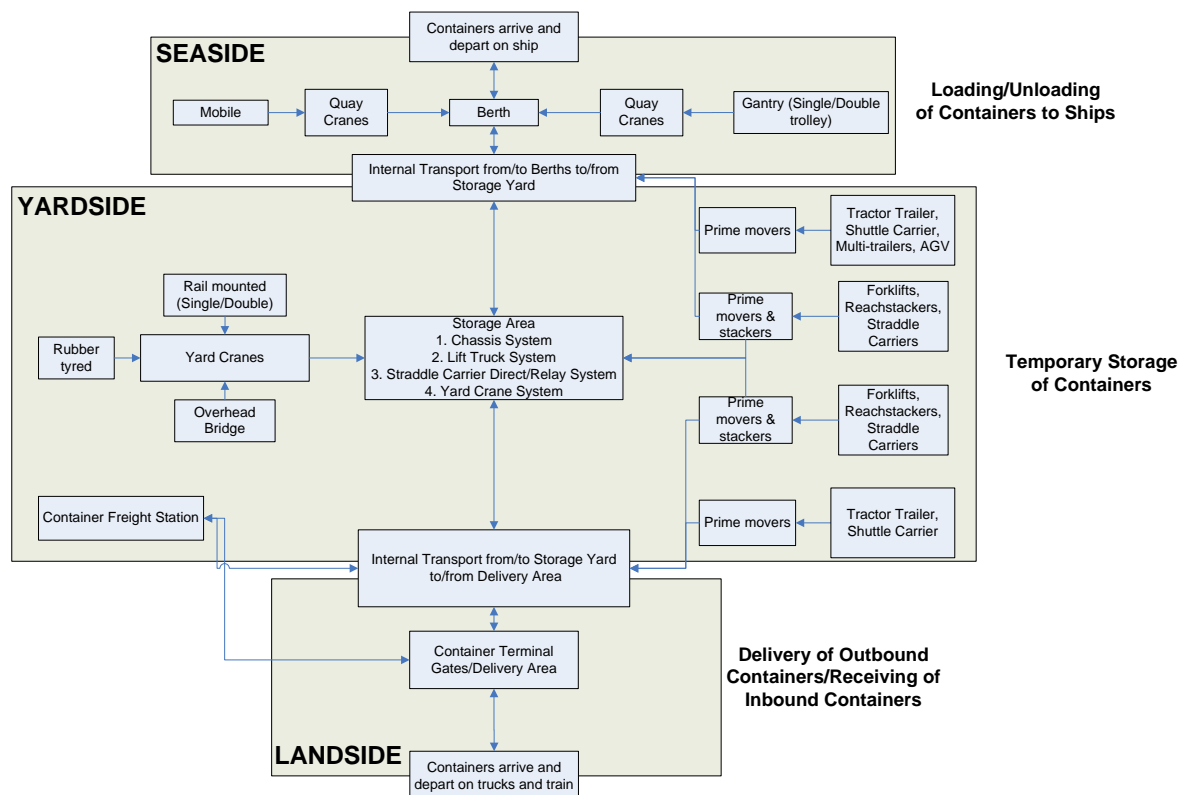 Containers arrive and
depart on ship
SEASIDE
Loading/Unloading
of Containers to Ships
Mobile
Quay
Cranes
Berth
Quay
Cranes
Gantry (Single/Double
trolley)
Internal Transport from/to Berths to/from
Storage Yard
YARDSIDE
Prime movers
Tractor Trailer,
Shuttle Carrier,
Multi-trailers, AGV
Rail mounted
(Single/Double)
Prime
movers &
stackers
Forklifts,
Reachstackers,
Straddle
Carriers
Rubber
tyred
Yard Cranes
Storage Area
1. Chassis System
2. Lift Truck System
3. Straddle Carrier Direct/Relay System
4. Yard Crane System
Temporary Storage
of Containers
Overhead
Bridge
Prime
movers &
stackers
Forklifts,
Reachstackers,
Straddle
Carriers
Container Freight Station
Prime movers
Tractor Trailer,
Shuttle Carrier
Internal Transport from/to Storage Yard
to/from Delivery Area
Container Terminal
Gates/Delivery Area
Delivery of Outbound
Containers/Receiving of
Inbound Containers
LANDSIDE
Containers arrive and
depart on trucks and train